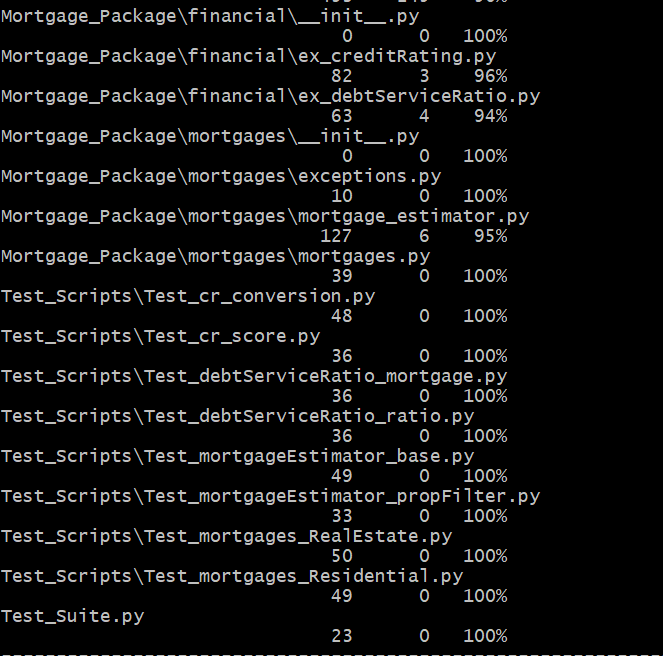 Mortgage_Package\financial\__init__.py
0 0 100%
Mortgage_Package\financial\ex_creditRating.py
82 3 96%
Mortgage_Package\financial\ex_debtServiceRatio.py
63 4 94%
Mortgage_Package\mortgages\__init__.py
0 0 100%
Mortgage_Package\mortgages\exceptions.py
10 0 100%
Mortgage_Package\mortgages\mortgage_estimator.py
127 6 95%
Mortgage_Package\mortgages\mortgages.py
39 0 100%
Test_Scripts\Test_cr_conversion.py
48 0 100%
Test_Scripts\Test_cr_score.py
36 0 100%
Test_Scripts\Test_debtServiceRatio_mortgage.py
36 0 100%
Test_Scripts\Test_debtServiceRatio_ratio.py
36 0 100%
Test_Scripts\Test_mortgageEstimator_base.py
49 0 100%
Test_Scripts\Test_mortgageEstimator_propFilter.py
33 0 100%
Test_Scripts\Test_mortgages_RealEstate.py
50 0 100%
Test_Scripts\Test_mortgages_Residential.py
49 0 100%
Test_Suite.py
23 0 100%